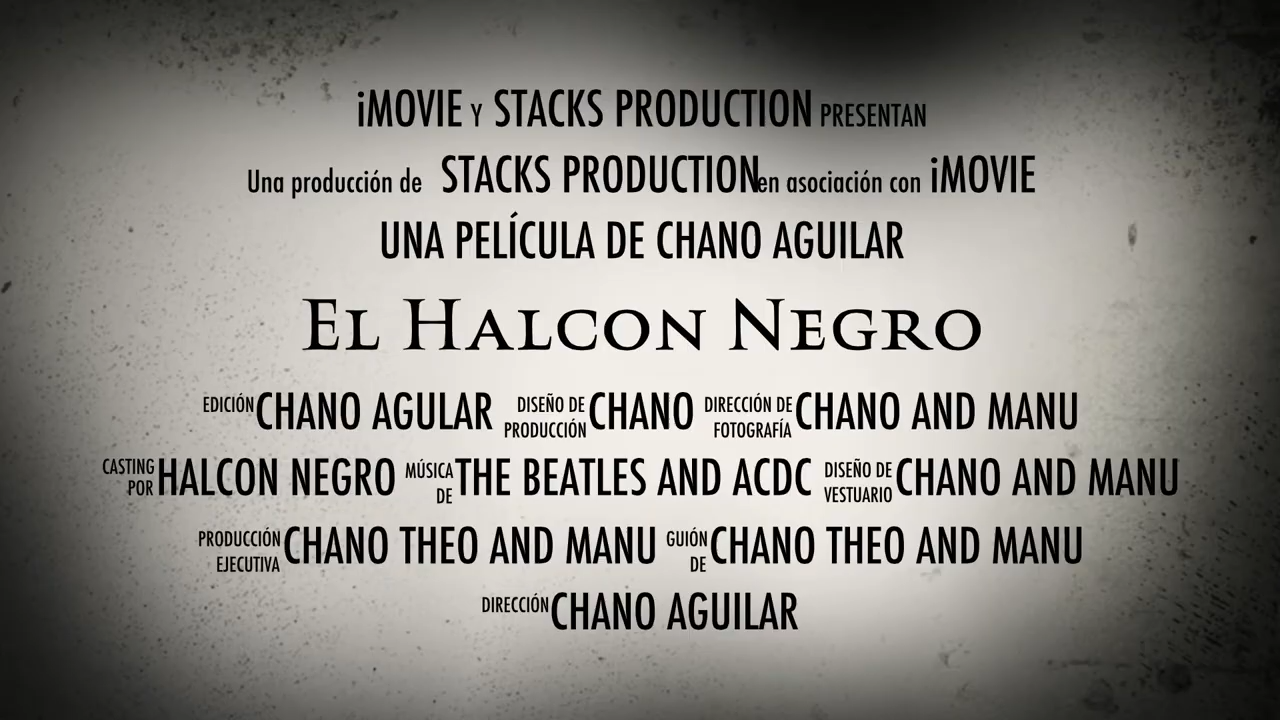 iMOVIE Y STACKS PRODUCTION PRESENTAN
Una producción de STACKS PRODUCTION en asociación con iMOVIE
UNA PELÍCULA DE CHANO AGUILAR
EL HALCON NEGRO
EDICIÓN CHANO AGULAR DISEÑO DE PRODUCCIÓN CHANO DIRECCIÓN DE FOTOGRAFÍA CHANO AND MANU
CASTING POR HALCON NEGRO MÚSICA DE THE BEATLES AND ACDC DISEÑO DE VESTUARIO CHANO AND MANU
PRODUCCIÓN EJECUTIVA CHANO THEO AND MANU GUIÓN DE CHANO THEO AND MANU
DIRECCIÓN CHANO AGUILAR